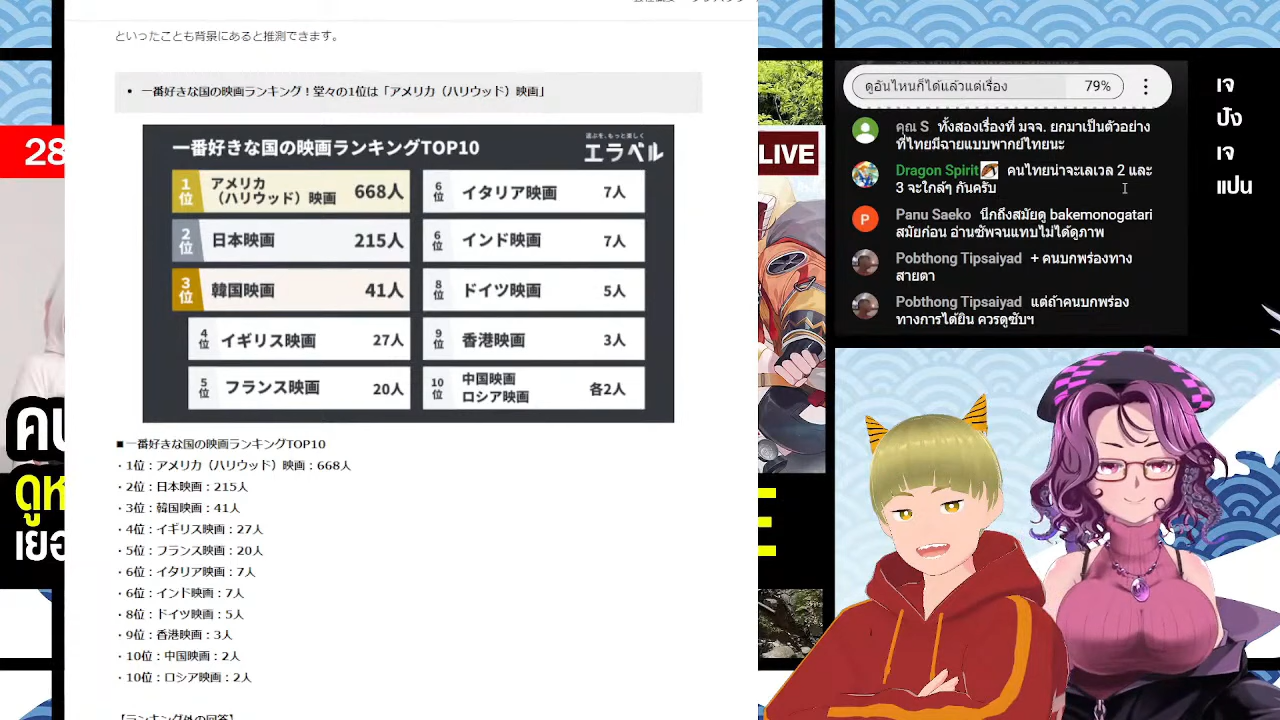 といったことも背景にあると推測できます。
• 一番好きな国の映画ランキング！堂々の1位は「アメリカ（ハリウッド）映画」
一番好きな国の映画ランキングTOP10
選ぶを、もっと楽しく
エラベル
1位 アメリカ（ハリウッド）映画 668人
2位 日本映画 215人
3位 韓国映画 41人
4位 イギリス映画 27人
5位 フランス映画 20人
6位 イタリア映画 7人
6位 インド映画 7人
8位 ドイツ映画 5人
9位 香港映画 3人
10位 中国映画 ロシア映画 各2人
■一番好きな国の映画ランキングTOP10
・1位：アメリカ（ハリウッド）映画：668人
・2位：日本映画：215人
・3位：韓国映画：41人
・4位：イギリス映画：27人
・5位：フランス映画：20人
・6位：イタリア映画：7人
・6位：インド映画：7人
・8位：ドイツ映画：5人
・9位：香港映画：3人
・10位：中国映画：2人
・10位：ロシア映画：2人
【ランキング外の回答】
28
ดูห
เยอ
LIVE
ดูอันไหนก็ได้แล้วแต่เรื่อง 79%
คุณ S ทั้งสองเรื่องที่ มจจ. ยกมาเป็นตัวอย่าง
ที่ไทยมีฉายแบบพากย์ไทยนะ
Dragon Spirit คนไทยน่าจะเลเวล 2 และ
3 จะใกล่ๆ กันครับ
Panu Saeko นึกถึงสมัยดู bakemonogatari
สมัยก่อน อ่านซัพจนแทบไม่ได้ดูภาพ
Pobthong Tipsaiyad + คนบกพร่องทาง
สายตา
Pobthong Tipsaiyad แต่ถ้าคนบกพร่อง
ทางการได้ยิน ควรดูซับฯ
เจ
ปัง
เจ
แปน